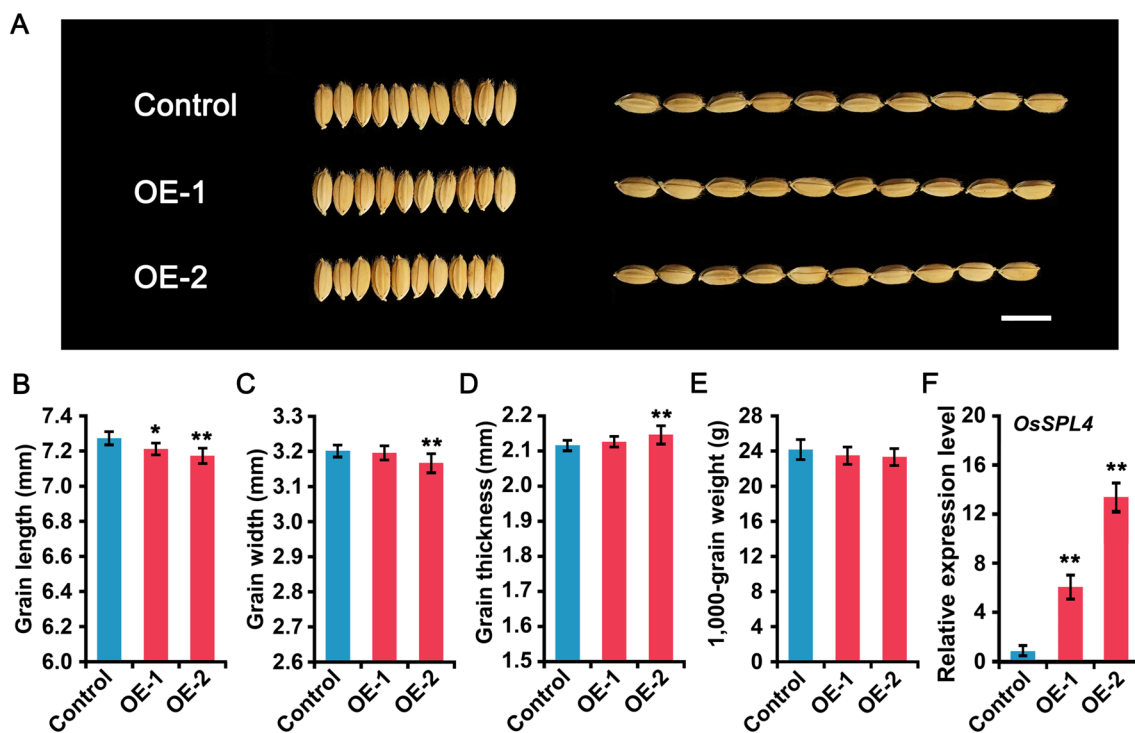 A
Control
OE-1
OE-2
B
Grain length (mm)
7.4
7.2
7.0
6.8
6.6
6.4
6.2
6.0
*
**
Control
OE-1
OE-2
C
Grain width (mm)
3.3
3.2
3.1
3.0
2.9
2.8
2.7
2.6
**
Control
OE-1
OE-2
D
Grain thickness (mm)
2.2
2.1
2.0
1.9
1.8
1.7
1.6
1.5
**
Control
OE-1
OE-2
E
1,000-grain weight (g)
28
24
20
16
12
8
4
0
Control
OE-1
OE-2
F
Relative expression level
20
16
12
8
4
0
OsSPL4
**
**
Control
OE-1
OE-2